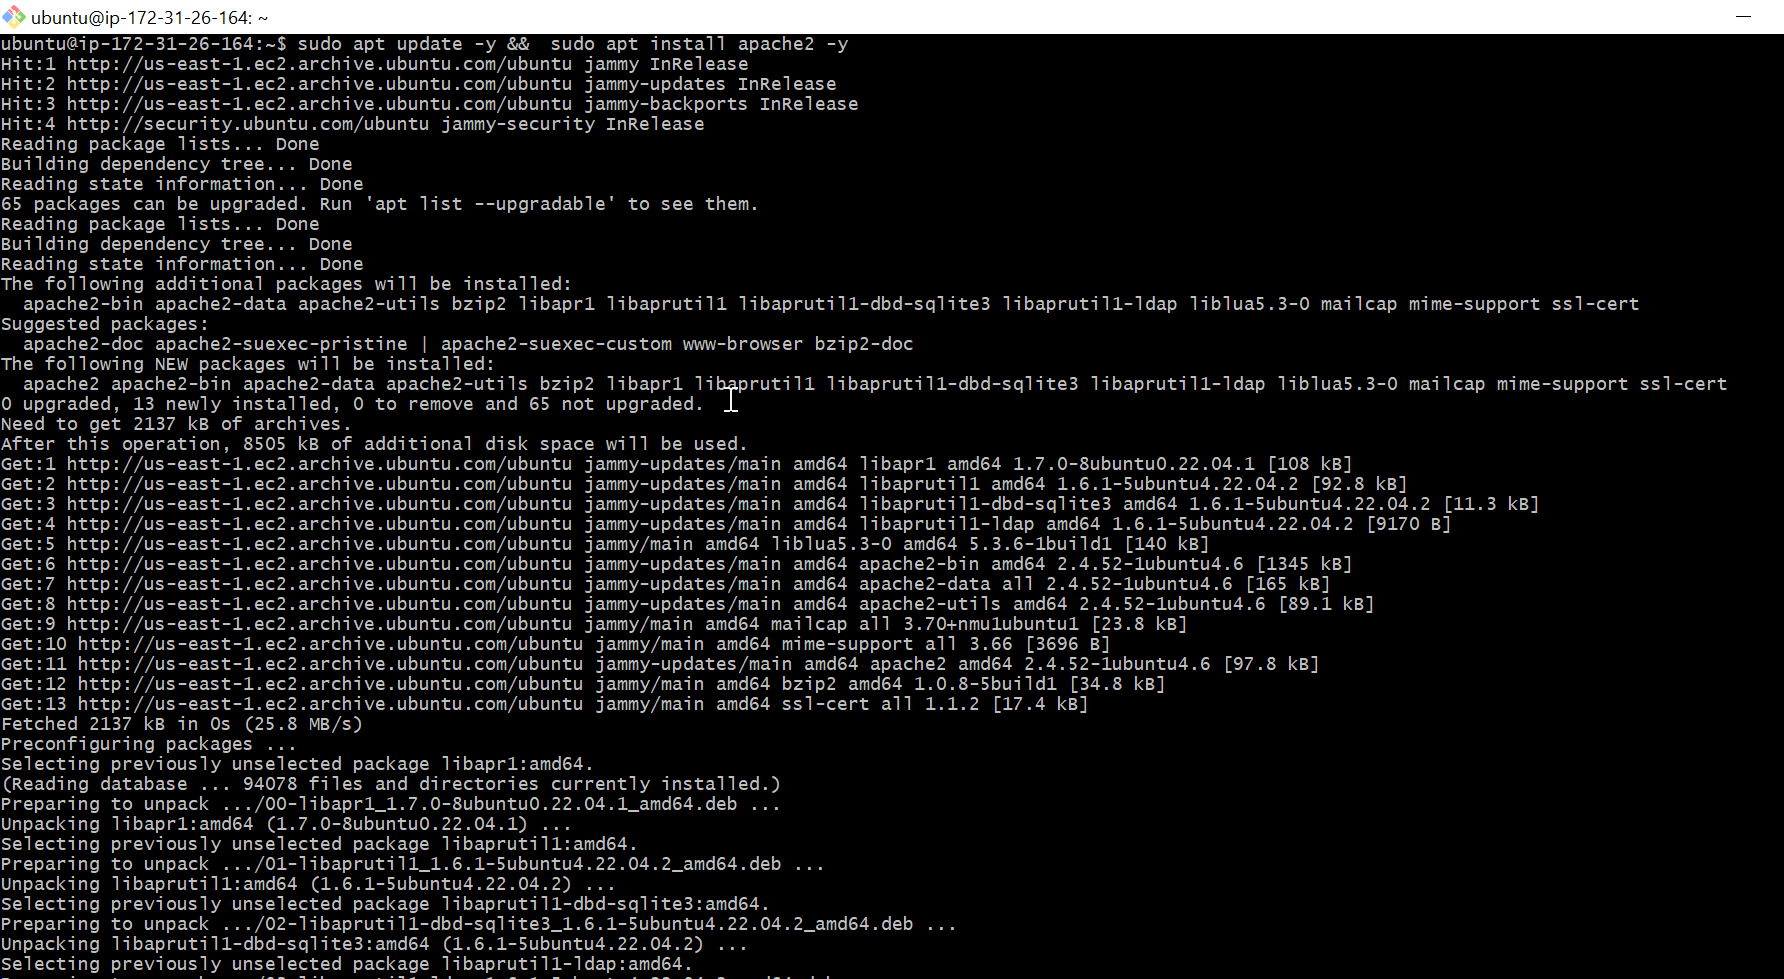 ubuntu@ip-172-31-26-164: ~
ubuntu@ip-172-31-26-164:~$ sudo apt update -y &&  sudo apt install apache2 -y
Hit:1 http://us-east-1.ec2.archive.ubuntu.com/ubuntu jammy InRelease
Hit:2 http://us-east-1.ec2.archive.ubuntu.com/ubuntu jammy-updates InRelease
Hit:3 http://us-east-1.ec2.archive.ubuntu.com/ubuntu jammy-backports InRelease
Hit:4 http://security.ubuntu.com/ubuntu jammy-security InRelease
Reading package lists... Done
Building dependency tree... Done
Reading state information... Done
65 packages can be upgraded. Run 'apt list --upgradable' to see them.
Reading package lists... Done
Building dependency tree... Done
Reading state information... Done
The following additional packages will be installed:
  apache2-bin apache2-data apache2-utils bzip2 libapr1 libaprutil1 libaprutil1-dbd-sqlite3 libaprutil1-ldap liblua5.3-0 mailcap mime-support ssl-cert
Suggested packages:
  apache2-doc apache2-suexec-pristine | apache2-suexec-custom www-browser bzip2-doc
The following NEW packages will be installed:
  apache2 apache2-bin apache2-data apache2-utils bzip2 libapr1 libaprutil1 libaprutil1-dbd-sqlite3 libaprutil1-ldap liblua5.3-0 mailcap mime-support ssl-cert
0 upgraded, 13 newly installed, 0 to remove and 65 not upgraded.
Need to get 2137 kB of archives.
After this operation, 8505 kB of additional disk space will be used.
Get:1 http://us-east-1.ec2.archive.ubuntu.com/ubuntu jammy-updates/main amd64 libapr1 amd64 1.7.0-8ubuntu0.22.04.1 [108 kB]
Get:2 http://us-east-1.ec2.archive.ubuntu.com/ubuntu jammy-updates/main amd64 libaprutil1 amd64 1.6.1-5ubuntu4.22.04.2 [92.8 kB]
Get:3 http://us-east-1.ec2.archive.ubuntu.com/ubuntu jammy-updates/main amd64 libaprutil1-dbd-sqlite3 amd64 1.6.1-5ubuntu4.22.04.2 [11.3 kB]
Get:4 http://us-east-1.ec2.archive.ubuntu.com/ubuntu jammy-updates/main amd64 libaprutil1-ldap amd64 1.6.1-5ubuntu4.22.04.2 [9170 B]
Get:5 http://us-east-1.ec2.archive.ubuntu.com/ubuntu jammy/main amd64 liblua5.3-0 amd64 5.3.6-1build1 [140 kB]
Get:6 http://us-east-1.ec2.archive.ubuntu.com/ubuntu jammy-updates/main amd64 apache2-bin amd64 2.4.52-1ubuntu4.6 [1345 kB]
Get:7 http://us-east-1.ec2.archive.ubuntu.com/ubuntu jammy-updates/main amd64 apache2-data all 2.4.52-1ubuntu4.6 [165 kB]
Get:8 http://us-east-1.ec2.archive.ubuntu.com/ubuntu jammy-updates/main amd64 apache2-utils amd64 2.4.52-1ubuntu4.6 [89.1 kB]
Get:9 http://us-east-1.ec2.archive.ubuntu.com/ubuntu jammy/main amd64 mailcap all 3.70+nmu1ubuntu1 [23.8 kB]
Get:10 http://us-east-1.ec2.archive.ubuntu.com/ubuntu jammy/main amd64 mime-support all 3.66 [3696 B]
Get:11 http://us-east-1.ec2.archive.ubuntu.com/ubuntu jammy-updates/main amd64 apache2 amd64 2.4.52-1ubuntu4.6 [97.8 kB]
Get:12 http://us-east-1.ec2.archive.ubuntu.com/ubuntu jammy/main amd64 bzip2 amd64 1.0.8-5build1 [34.8 kB]
Get:13 http://us-east-1.ec2.archive.ubuntu.com/ubuntu jammy/main amd64 ssl-cert all 1.1.2 [17.4 kB]
Fetched 2137 kB in 0s (25.8 MB/s)
Preconfiguring packages ...
Selecting previously unselected package libapr1:amd64.
(Reading database ... 94078 files and directories currently installed.)
Preparing to unpack .../00-libapr1_1.7.0-8ubuntu0.22.04.1_amd64.deb ...
Unpacking libapr1:amd64 (1.7.0-8ubuntu0.22.04.1) ...
Selecting previously unselected package libaprutil1:amd64.
Preparing to unpack .../01-libaprutil1_1.6.1-5ubuntu4.22.04.2_amd64.deb ...
Unpacking libaprutil1:amd64 (1.6.1-5ubuntu4.22.04.2) ...
Selecting previously unselected package libaprutil1-dbd-sqlite3:amd64.
Preparing to unpack .../02-libaprutil1-dbd-sqlite3_1.6.1-5ubuntu4.22.04.2_amd64.deb ...
Unpacking libaprutil1-dbd-sqlite3:amd64 (1.6.1-5ubuntu4.22.04.2) ...
Selecting previously unselected package libaprutil1-ldap:amd64.